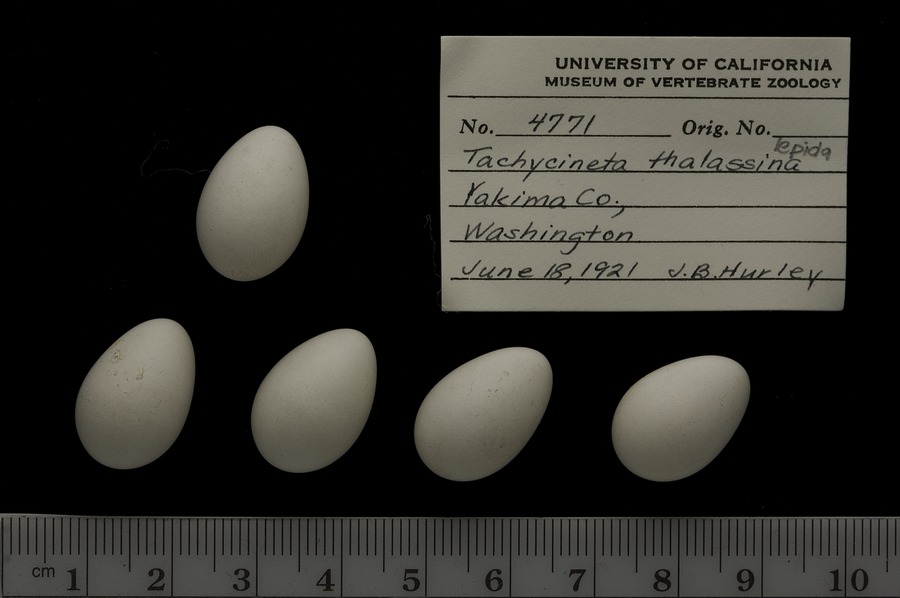 UNIVERSITY OF CALIFORNIA
MUSEUM OF VERTEBRATE ZOOLOGY
No. 4771 Orig. No.
lepida
Tachycineta thalassina
Yakima Co.,
Washington
June 18, 1921 J.B. Hurley
cm 1 2 3 4 5 6 7 8 9 10